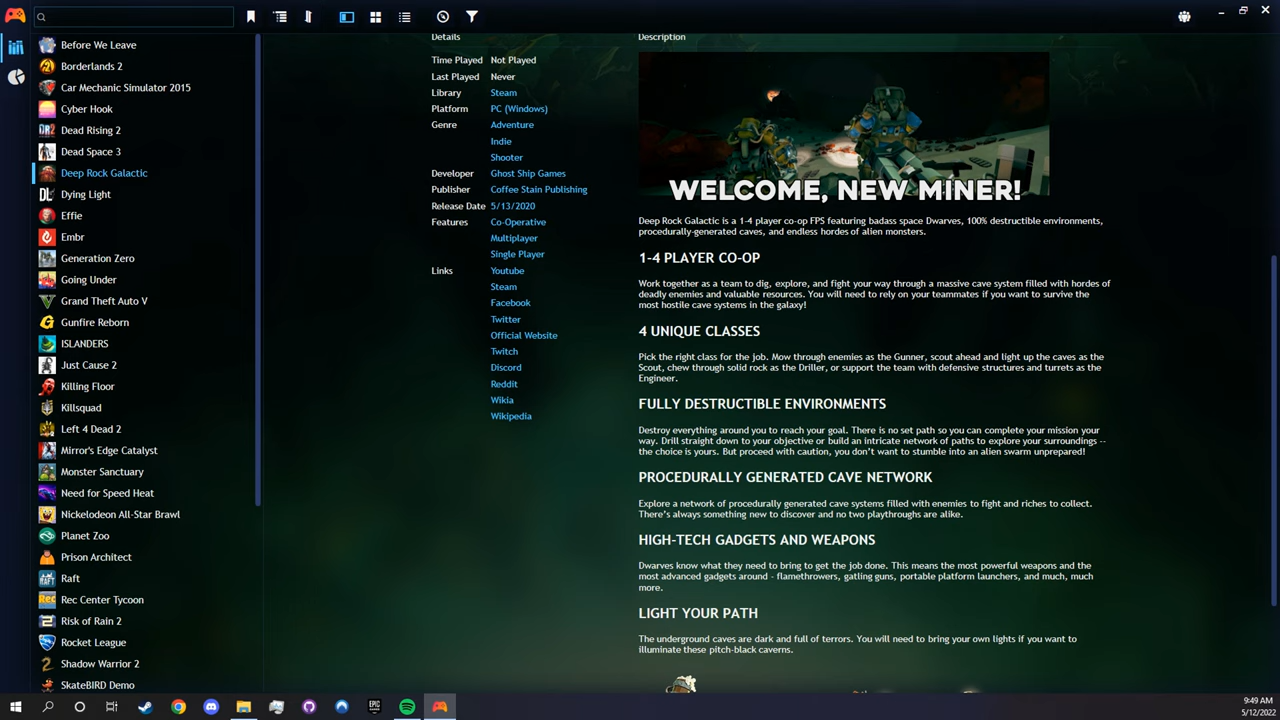 Before We Leave
Borderlands 2
Car Mechanic Simulator 2015
Cyber Hook
Dead Rising 2
Dead Space 3
Deep Rock Galactic
Dying Light
Effie
Embr
Generation Zero
Going Under
Grand Theft Auto V
Gunfire Reborn
ISLANDERS
Just Cause 2
Killing Floor
Killsquad
Left 4 Dead 2
Mirror's Edge Catalyst
Monster Sanctuary
Need for Speed Heat
Nickelodeon All-Star Brawl
Planet Zoo
Prison Architect
Raft
Rec Center Tycoon
Risk of Rain 2
Rocket League
Shadow Warrior 2
SkateBIRD Demo
Details
Time Played Not Played
Last Played Never
Library Steam
Platform PC (Windows)
Genre Adventure
Indie
Shooter
Developer Ghost Ship Games
Publisher Coffee Stain Publishing
Release Date 5/13/2020
Features Co-Operative
Multiplayer
Single Player
Links Youtube
Steam
Facebook
Twitter
Official Website
Twitch
Discord
Reddit
Wikia
Wikipedia
Description
WELCOME, NEW MINER!
Deep Rock Galactic is a 1-4 player co-op FPS featuring badass space Dwarves, 100% destructible environments,
procedurally-generated caves, and endless hordes of alien monsters.
1-4 PLAYER CO-OP
Work together as a team to dig, explore, and fight your way through a massive cave system filled with hordes of
deadly enemies and valuable resources. You will need to rely on your teammates if you want to survive the
most hostile cave systems in the galaxy!
4 UNIQUE CLASSES
Pick the right class for the job. Mow through enemies as the Gunner, scout ahead and light up the caves as the
Scout, chew through solid rock as the Driller, or support the team with defensive structures and turrets as the
Engineer.
FULLY DESTRUCTIBLE ENVIRONMENTS
Destroy everything around you to reach your goal. There is no set path so you can complete your mission your
way. Drill straight down to your objective or build an intricate network of paths to explore your surroundings --
the choice is yours. But proceed with caution, you don't want to stumble into an alien swarm unprepared!
PROCEDURALLY GENERATED CAVE NETWORK
Explore a network of procedurally generated cave systems filled with enemies to fight and riches to collect.
There's always something new to discover and no two playthroughs are alike.
HIGH-TECH GADGETS AND WEAPONS
Dwarves know what they need to bring to get the job done. This means the most powerful weapons and the
most advanced gadgets around - flamethrowers, gatling guns, portable platform launchers, and much, much
more.
LIGHT YOUR PATH
The underground caves are dark and full of terrors. You will need to bring your own lights if you want to
illuminate these pitch-black caverns.
9:49 AM
5/12/2022